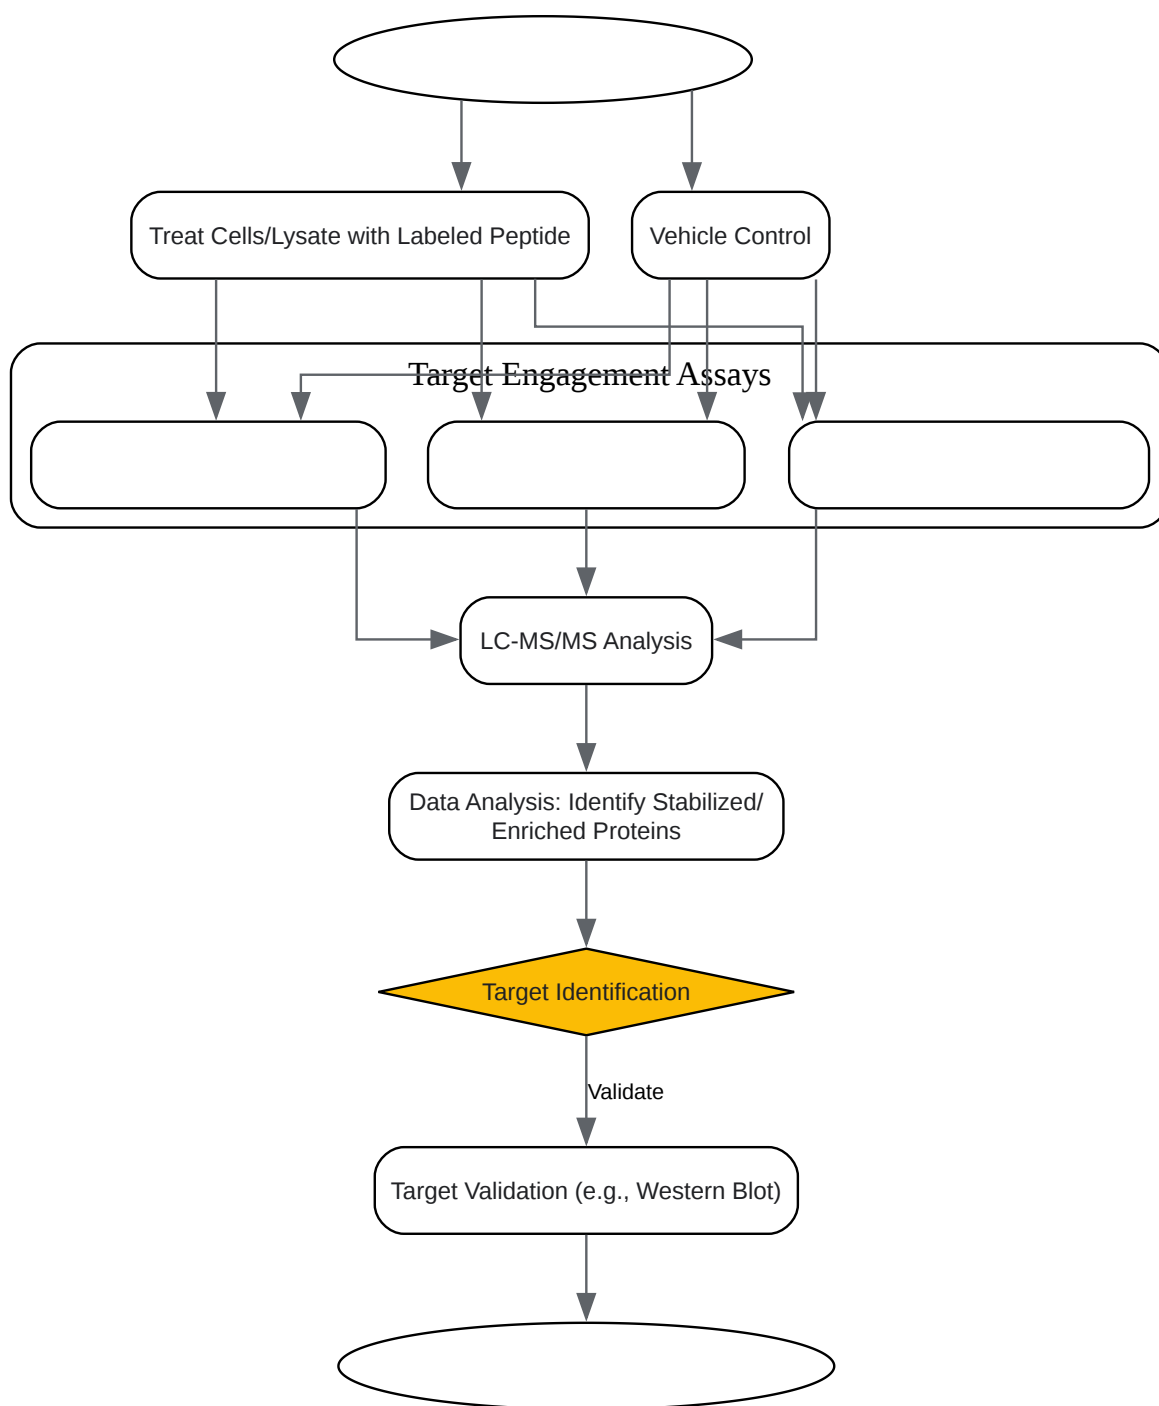 Treat Cells/Lysate with Labeled Peptide
Vehicle Control
Target Engagement Assays
LC-MS/MS Analysis
Data Analysis: Identify Stabilized/
Enriched Proteins
Target Identification
Validate
Target Validation (e.g., Western Blot)